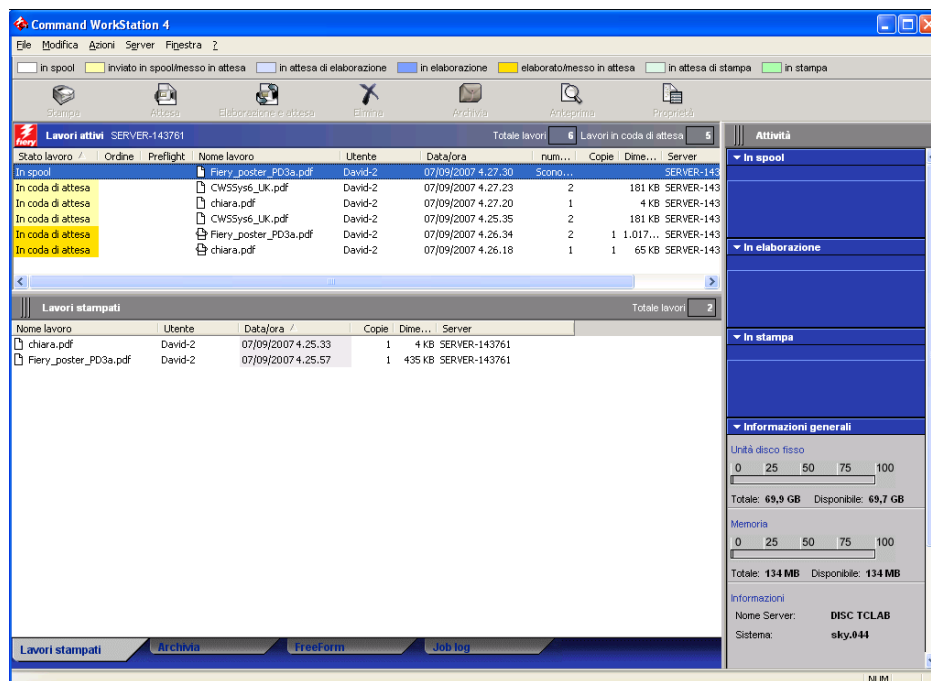 Command WorkStation 4
File Modifica Azioni Server Finestra ?
in spool inviato in spool/messo in attesa in attesa di elaborazione in elaborazione elaborato/messo in attesa in attesa di stampa in stampa
Stampa Attesa Elaborazione e attesa Elimina Archivia Anteprima Proprietà
fiery Lavori attivi SERVER-143761 Totale lavori 6 Lavori in coda di attesa 5
Stato lavoro Ordine Preflight Nome lavoro Utente Data/ora num... Copie Dime... Server
In spool Fiery_poster_PD3a.pdf David-2 07/09/2007 4.27.30 Scono... SERVER-143
In coda di attesa CWSSys6_UK.pdf David-2 07/09/2007 4.27.23 2 181 KB SERVER-143
In coda di attesa chiara.pdf David-2 07/09/2007 4.27.20 1 4 KB SERVER-143
In coda di attesa CWSSys6_UK.pdf David-2 07/09/2007 4.25.35 2 181 KB SERVER-143
In coda di attesa Fiery_poster_PD3a.pdf David-2 07/09/2007 4.26.34 2 1 1.017... SERVER-143
In coda di attesa chiara.pdf David-2 07/09/2007 4.26.18 1 1 65 KB SERVER-143
Lavori stampati Totale lavori 2
Nome lavoro Utente Data/ora Copie Dime... Server
chiara.pdf David-2 07/09/2007 4.25.33 1 4 KB SERVER-143761
Fiery_poster_PD3a.pdf David-2 07/09/2007 4.25.57 1 435 KB SERVER-143761
Lavori stampati Archivia FreeForm Job log
Attività
In spool
In elaborazione
In stampa
Informazioni generali
Unità disco fisso
0 25 50 75 100
Totale: 69,9 GB Disponibile: 69,7 GB
Memoria
0 25 50 75 100
Totale: 134 MB Disponibile: 134 MB
Informazioni
Nome Server: DISC TCLAB
Sistema: sky.044
NUM